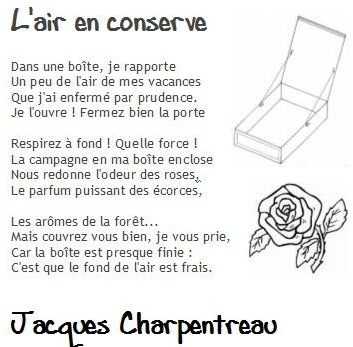 L'air en conserve
Dans une boîte, je rapporte
Un peu de l'air de mes vacances
Que j'ai enfermé par prudence.
Je l'ouvre ! Fermez bien la porte
Respirez à fond ! Quelle force !
La campagne en ma boîte enclose
Nous redonne l'odeur des roses,
Le parfum puissant des écorces,
Les arômes de la forêt...
Mais couvrez vous bien, je vous prie,
Car la boîte est presque finie :
C'est que le fond de l'air est frais.
Jacques Charpentreau